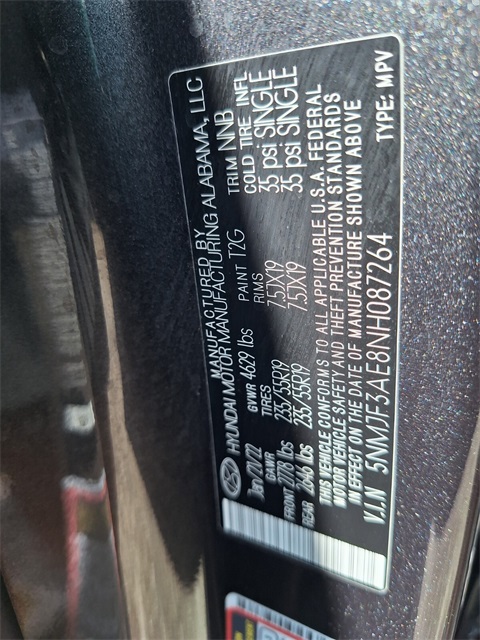 MANUFACTURED BY
HYUNDAI MOTOR MANUFACTURING ALABAMA, LLC
Jan/21/22 GVWR 4629 lbs PAINT T2G TRIM NNB
GAWR TIRES RIMS COLD TIRE INFL
FRONT 2778 lbs 235/55R19 7.5JX19 35 psi SINGLE
REAR 2646 lbs 235/55R19 7.5JX19 35 psi SINGLE
THIS VEHICLE CONFORMS TO ALL APPLICABLE U.S.A. FEDERAL
MOTOR VEHICLE SAFETY AND THEFT PREVENTION STANDARDS
IN EFFECT ON THE DATE OF MANUFACTURE SHOWN ABOVE
V.I.N 5NMJF3AE8NH087264 TYPE: MPV